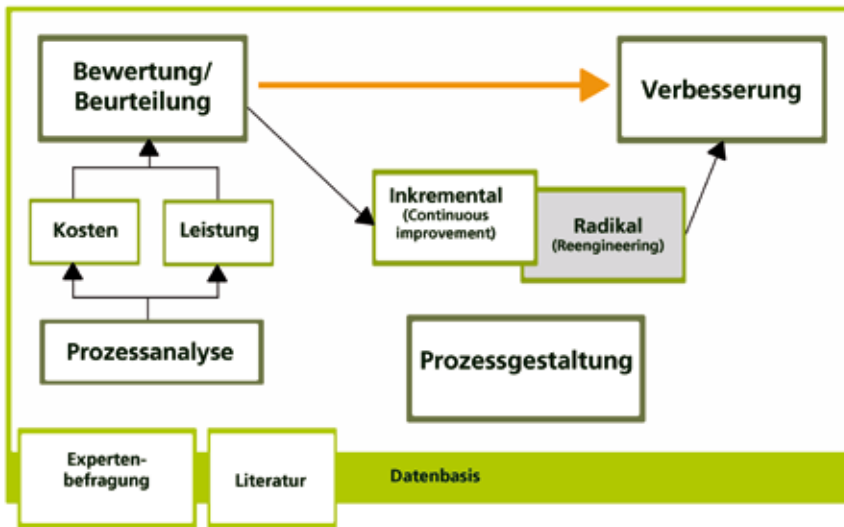 Bewertung/
Beurteilung
Verbesserung
Inkremental
(Continuous
improvement)
Radikal
(Reengineering)
Kosten
Leistung
Prozessanalyse
Prozessgestaltung
Experten-
befragung
Literatur
Datenbasis